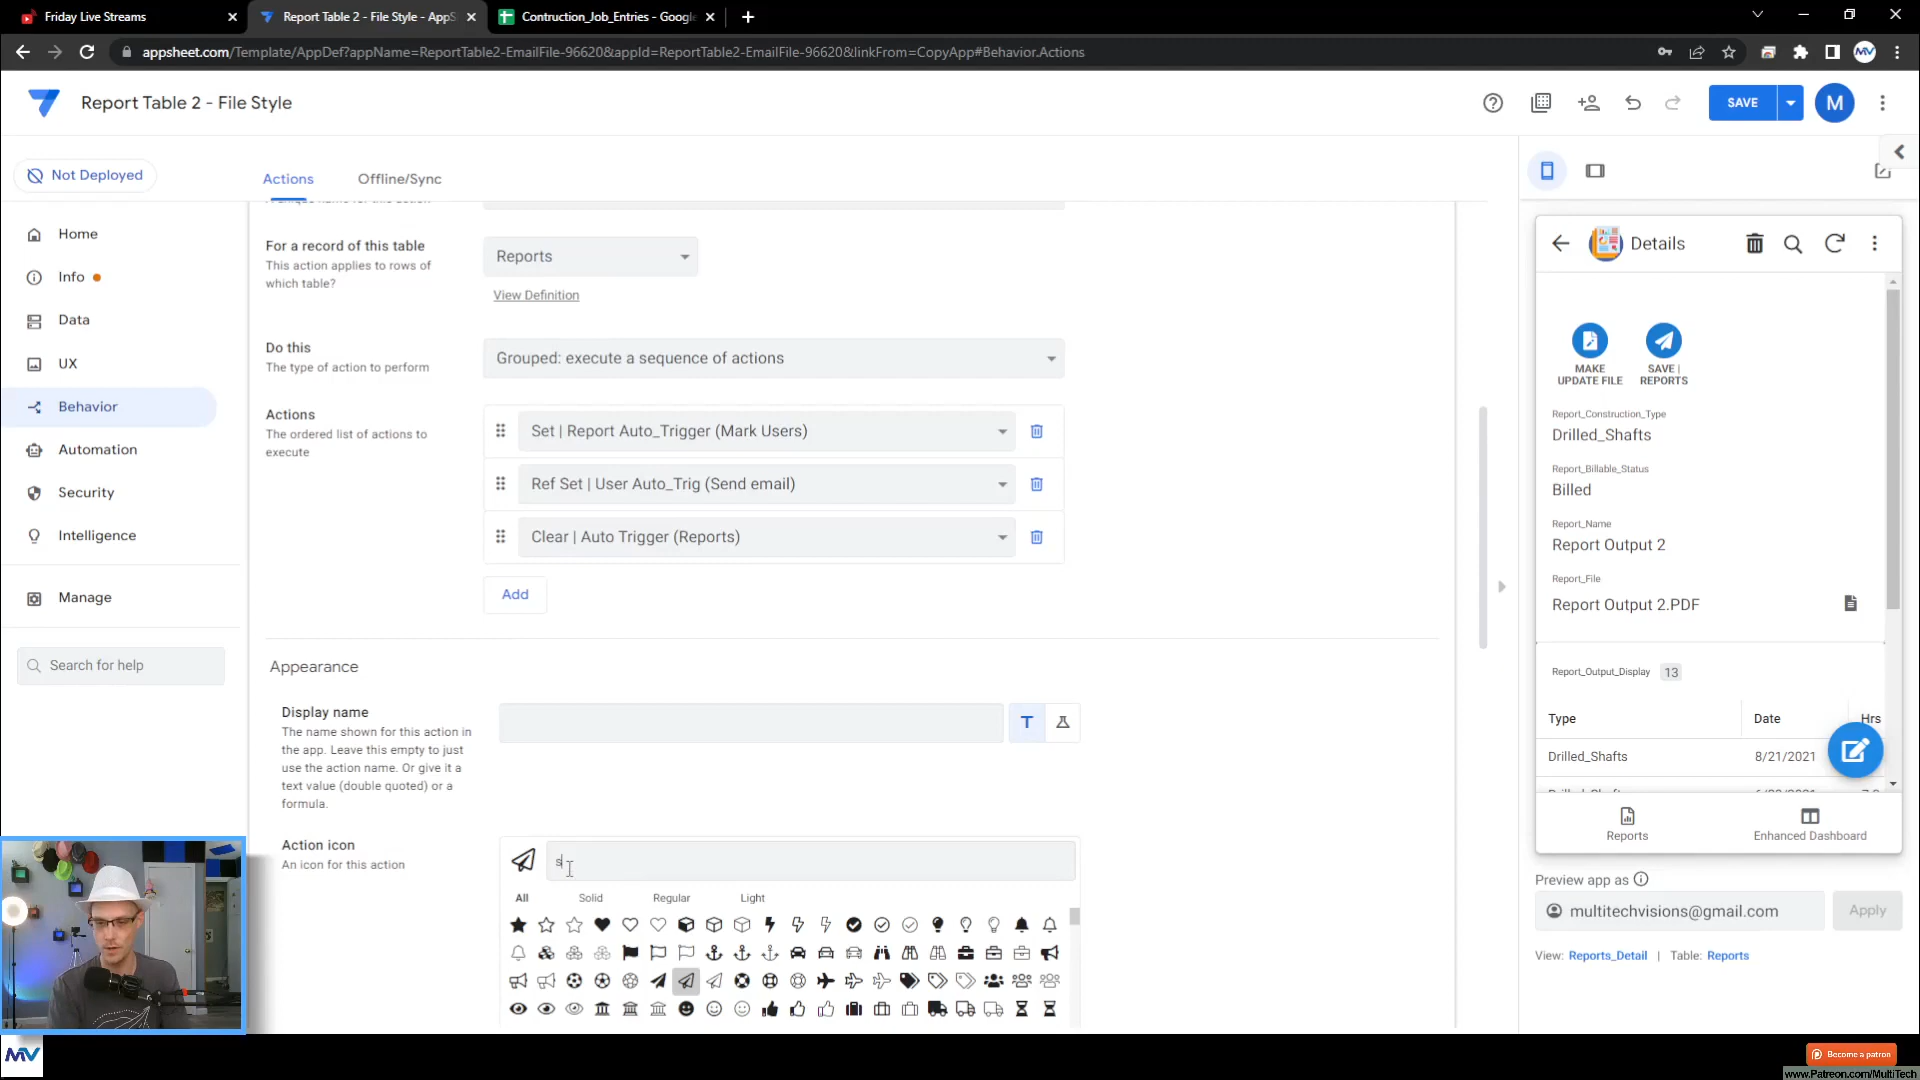 Friday Live Streams
Report Table 2 - File Style - AppS
Contruction_Job_Entries - Google
appsheet.com/Template/AppDef?appName=ReportTable2-EmailFile-96620&appId=ReportTable2-EmailFile-96620&linkFrom=CopyApp#Behavior.Actions
MV
Report Table 2 - File Style
SAVE
M
Not Deployed
Actions
Offline/Sync
Home
Info
Data
UX
Behavior
Automation
Security
Intelligence
Manage
Search for help
For a record of this table
This action applies to rows of
which table?
Reports
View Definition
Do this
The type of action to perform
Grouped: execute a sequence of actions
Actions
The ordered list of actions to
execute
Set | Report Auto_Trigger (Mark Users)
Ref Set | User Auto_Trig (Send email)
Clear | Auto Trigger (Reports)
Add
Appearance
Display name
The name shown for this action in
the app. Leave this empty to just
use the action name. Or give it a
text value (double quoted) or a
formula.
T
Action icon
An icon for this action
s
All
Solid
Regular
Light
Details
MAKE
UPDATE FILE
SAVE |
REPORTS
Report_Construction_Type
Drilled_Shafts
Report_Billable_Status
Billed
Report_Name
Report Output 2
Report_File
Report Output 2.PDF
Report_Output_Display 13
Type
Date
Hrs
Drilled_Shafts
8/21/2021
Reports
Enhanced Dashboard
Preview app as
multitechvisions@gmail.com
Apply
View: Reports_Detail | Table: Reports
MV
Become a patron
www.Patreon.com/MultiTech